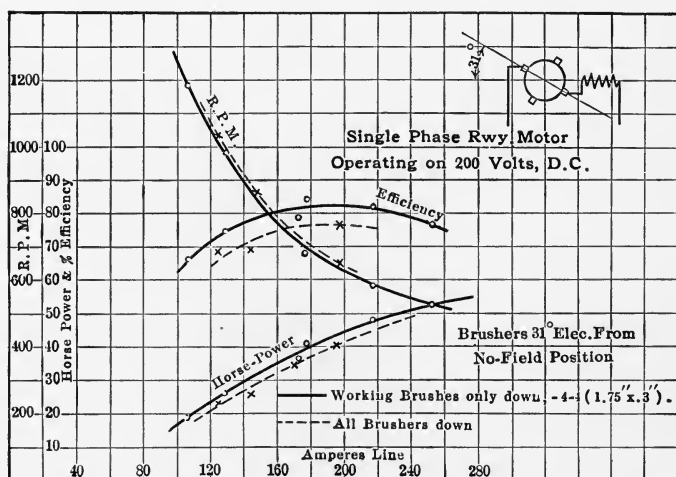 31°
R.P.M.
Single Phase Rwy. Motor
Operating on 200 Volts, D.C.
Efficiency
Horse-Power
Brushers 31° Elec. From
No-Field Position
Working Brushes only down, -4-4 (1.75" x .3").
All Brushers down
R.P.M
Horse Power & % Efficiency
1200
1000 100
90
800 80
70
600 60
50
400 40
30
200 20
10
40 80 120 160 200 240 280
Amperes Line